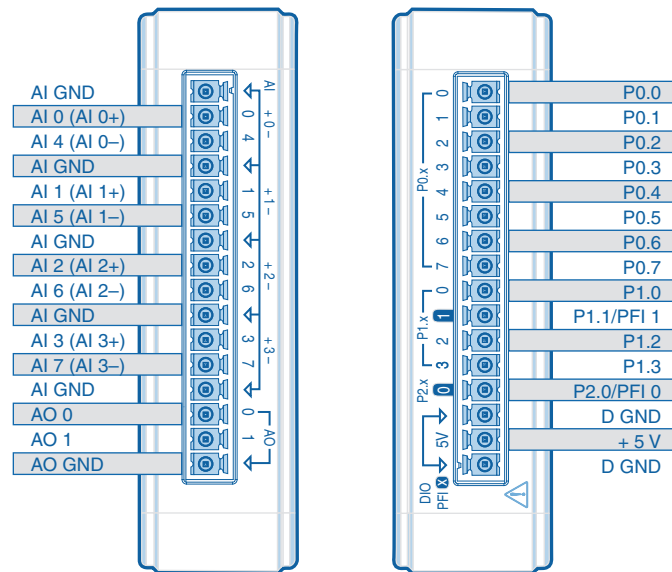 AI GND
AI 0 (AI 0+)
AI 4 (AI 0–)
AI GND
AI 1 (AI 1+)
AI 5 (AI 1–)
AI GND
AI 2 (AI 2+)
AI 6 (AI 2–)
AI GND
AI 3 (AI 3+)
AI 7 (AI 3–)
AI GND
AO 0
AO 1
AO GND
AI
0
4
1
5
2
6
3
7
0
1
+ 0 –
+ 1 –
+ 2 –
+ 3 –
AO
P0.x
0
1
2
3
4
5
6
7
P1.x
0
1
2
3
P2.x
0
5V
DIO
PFI X
P0.0
P0.1
P0.2
P0.3
P0.4
P0.5
P0.6
P0.7
P1.0
P1.1/PFI 1
P1.2
P1.3
P2.0/PFI 0
D GND
+ 5 V
D GND